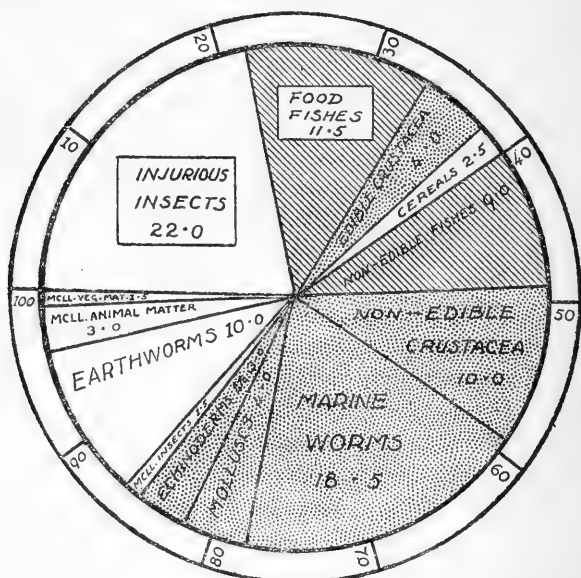 20
30
10
40
100
50
90
60
80
70
INJURIOUS
INSECTS
22·0
FOOD
FISHES
11·5
EDIBLE CRUSTACEA
4·0
CEREALS 2·5
NON-EDIBLE FISHES 9·0
NON-EDIBLE
CRUSTACEA
10·0
MARINE
WORMS
18·5
MOLLUSCS 4·0
ECHINODERMS
MCLL INSECTS 1·5
EARTHWORMS 10·0
MCLL. ANIMAL MATTER
3·0
MCLL·VEG·MAT·1·5